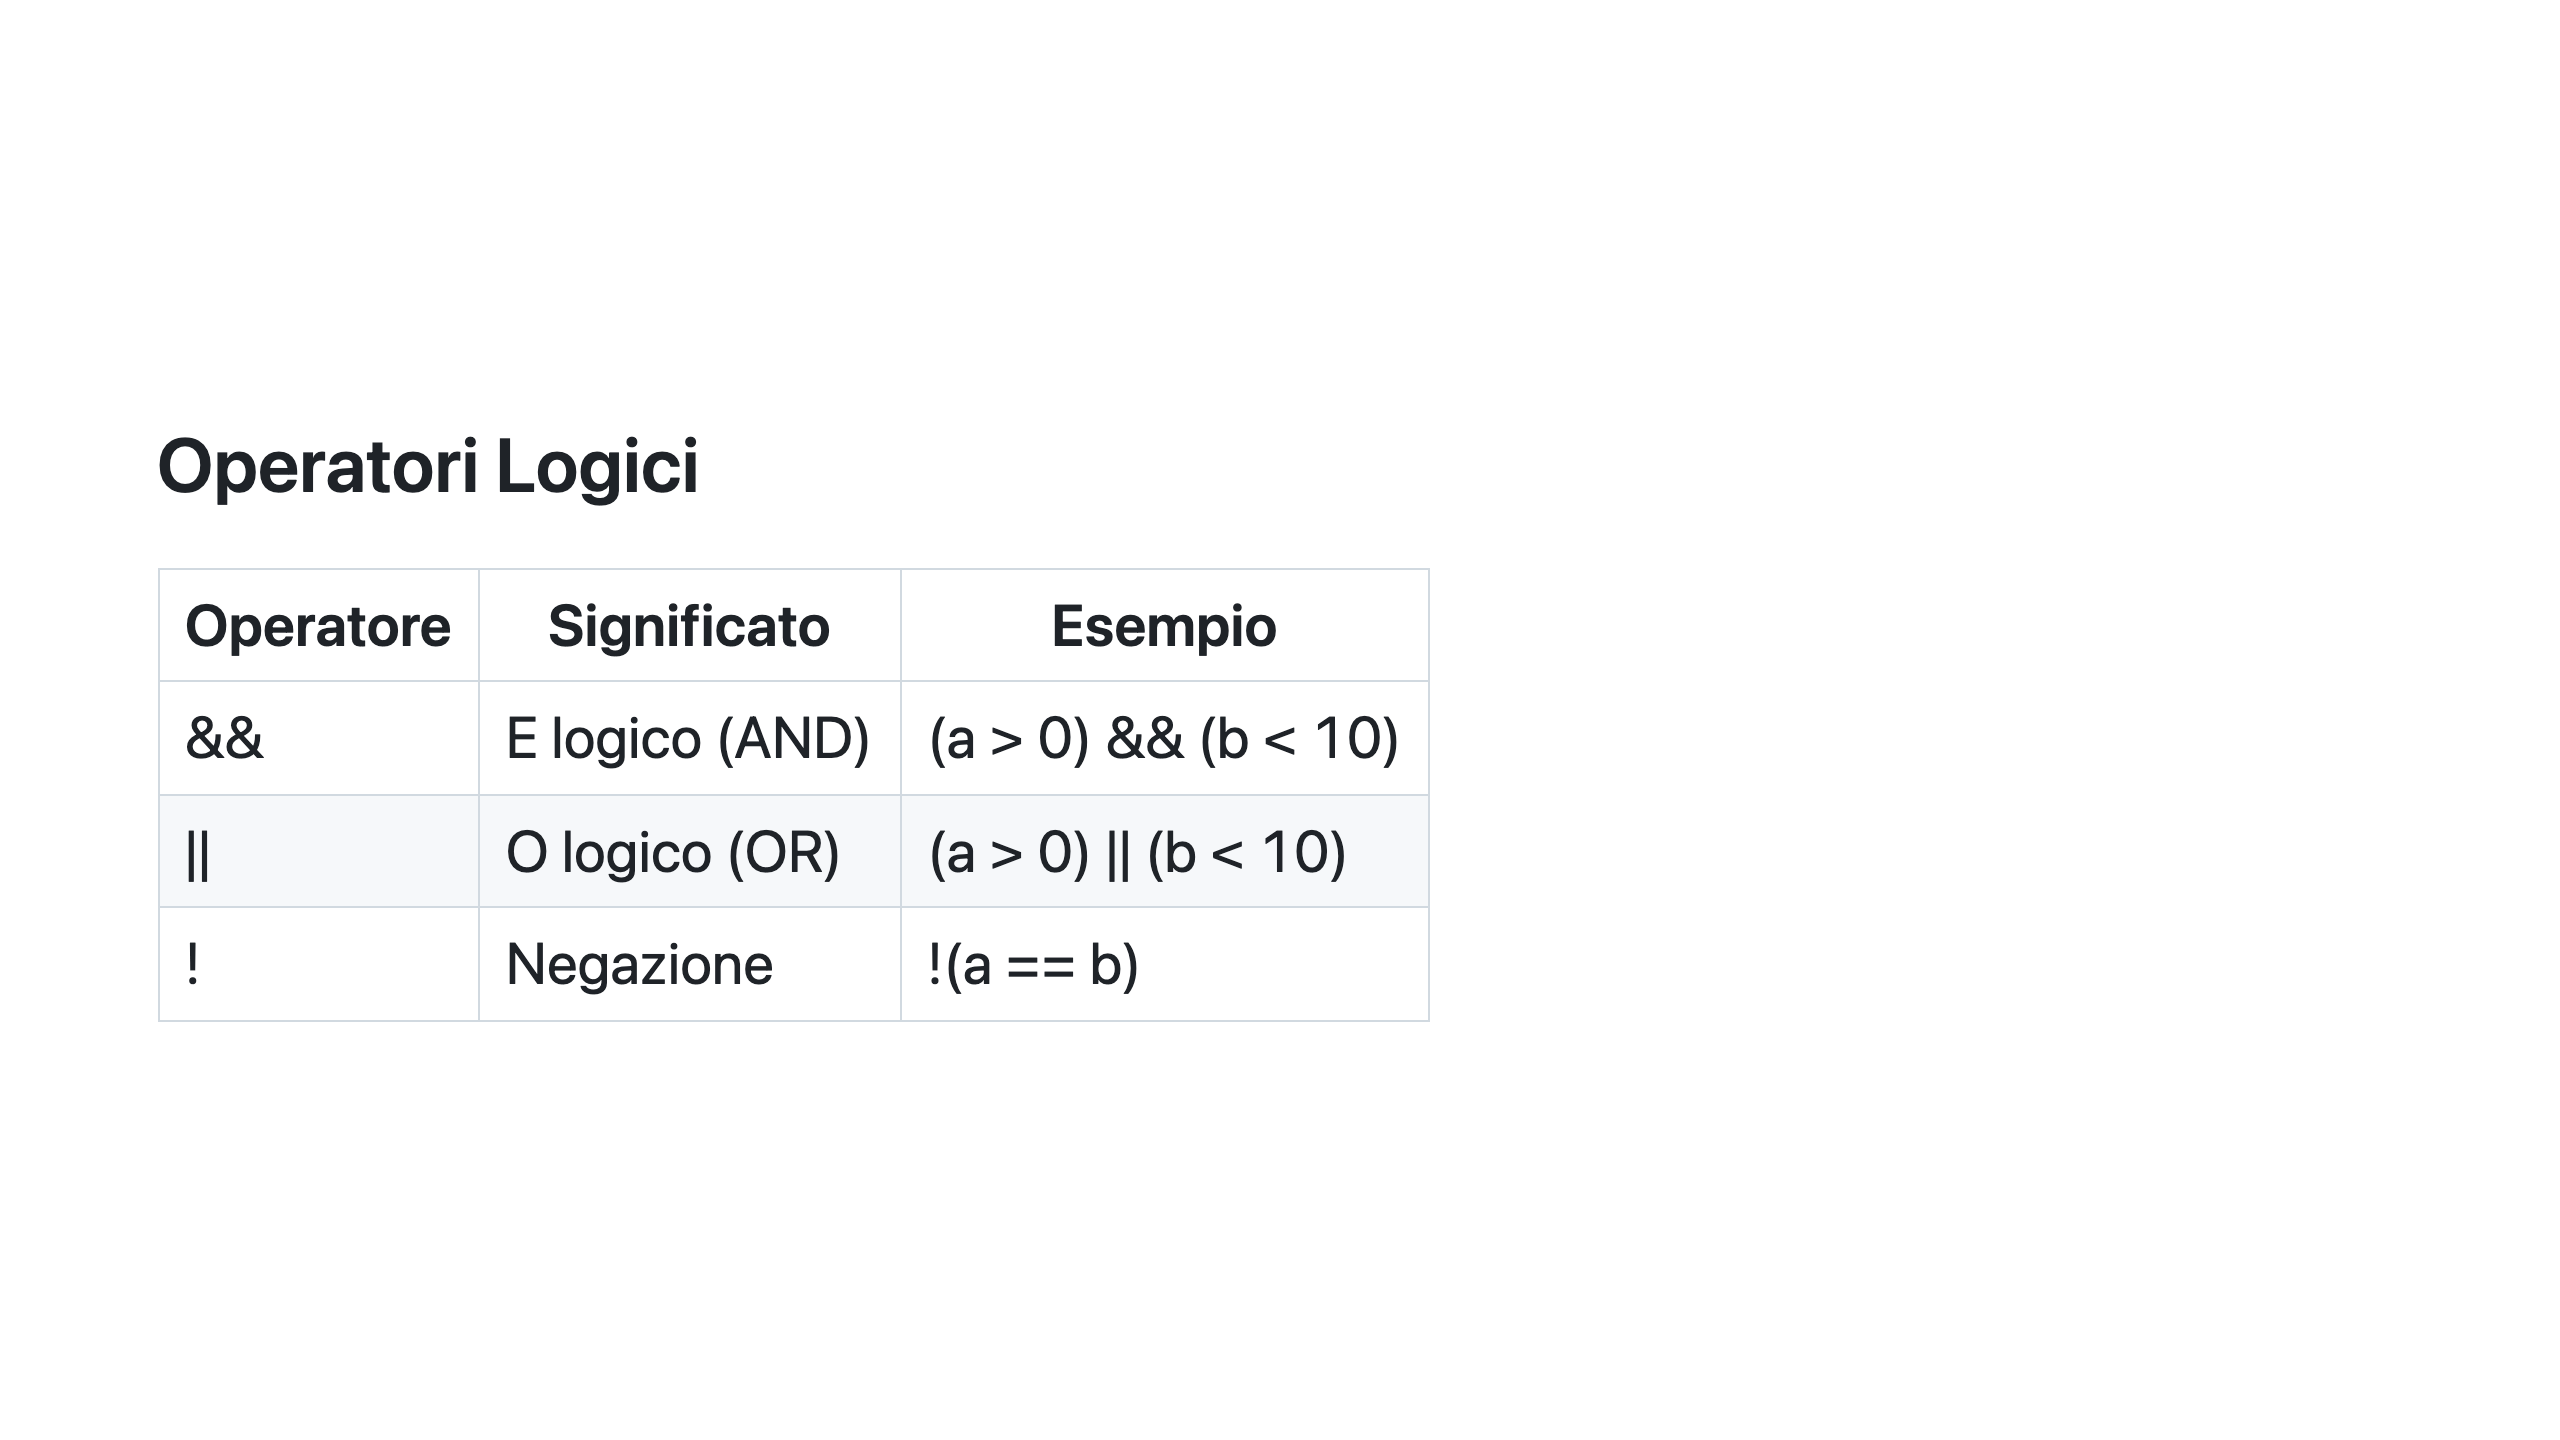 Operatori Logici
Operatore Significato Esempio
&& E logico (AND) (a > 0) && (b < 10)
|| O logico (OR) (a > 0) || (b < 10)
! Negazione !(a == b)